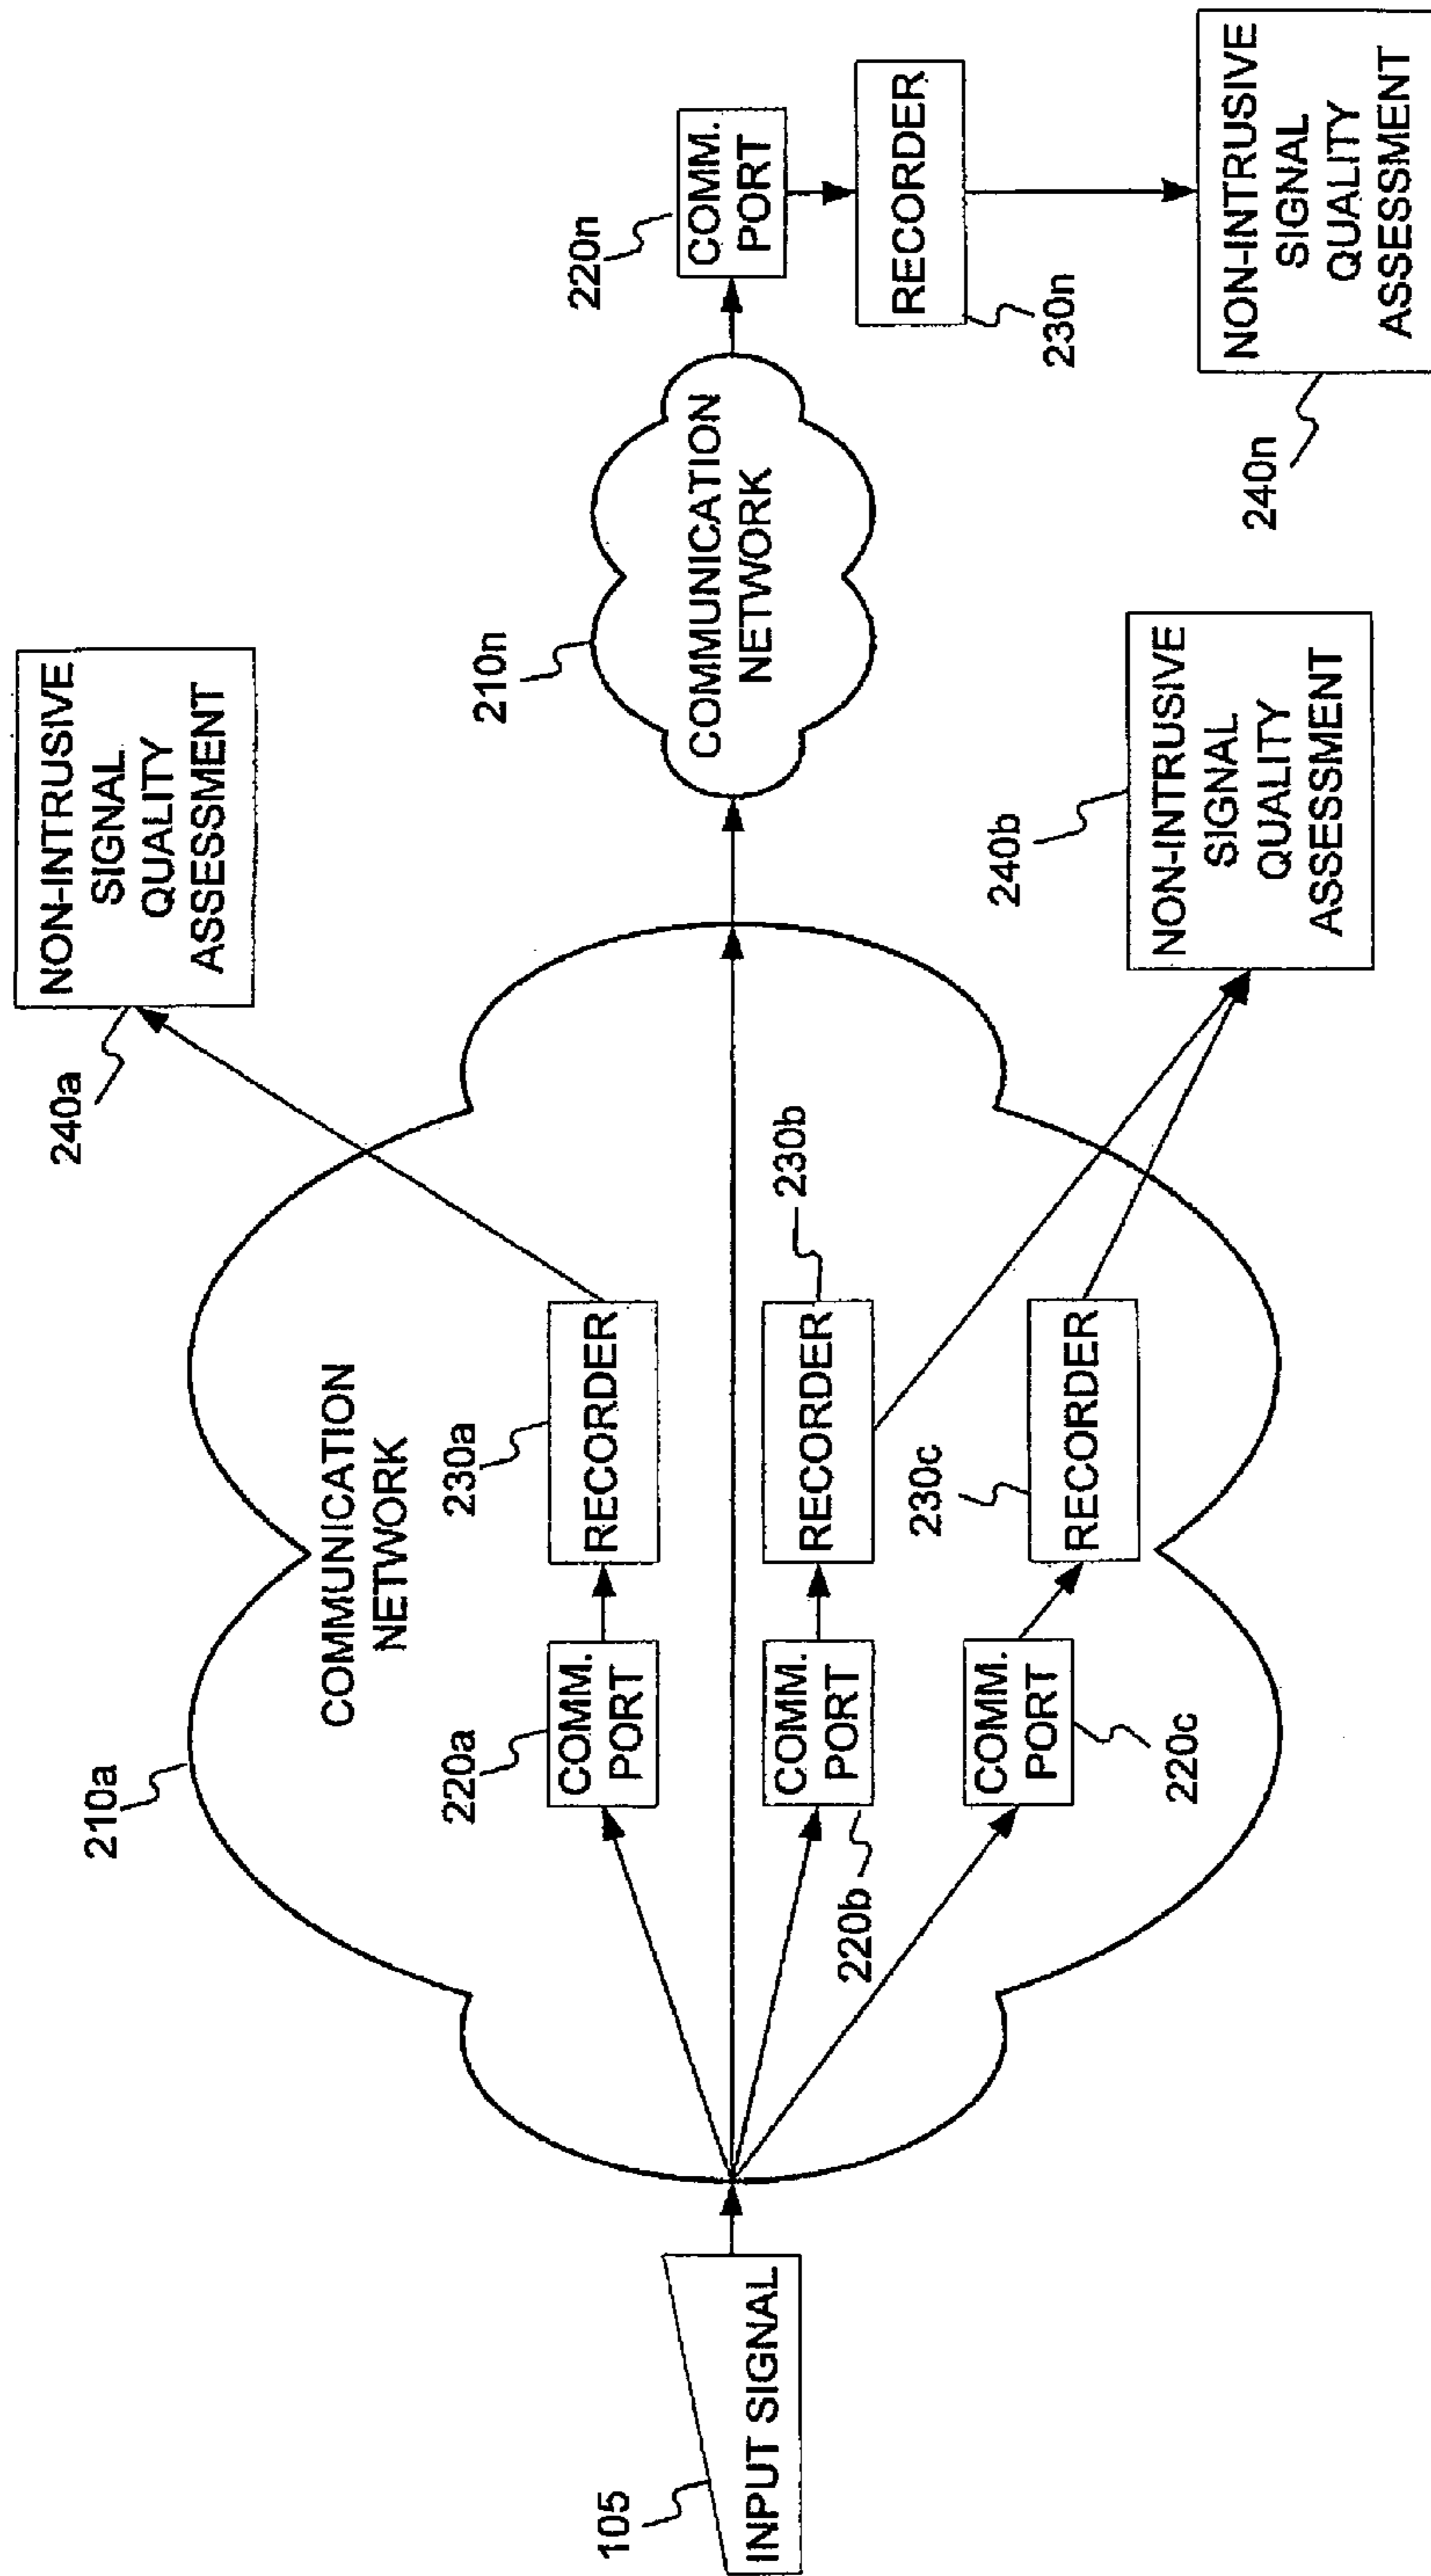 105
INPUT SIGNAL
210a
COMMUNICATION
NETWORK
220a
COMM.
PORT
230a
RECORDER
240a
NON-INTRUSIVE
SIGNAL
QUALITY
ASSESSMENT
220b
COMM.
PORT
230b
RECORDER
220c
COMM.
PORT
230c
RECORDER
240b
NON-INTRUSIVE
SIGNAL
QUALITY
ASSESSMENT
210n
COMMUNICATION
NETWORK
220n
COMM.
PORT
230n
RECORDER
240n
NON-INTRUSIVE
SIGNAL
QUALITY
ASSESSMENT